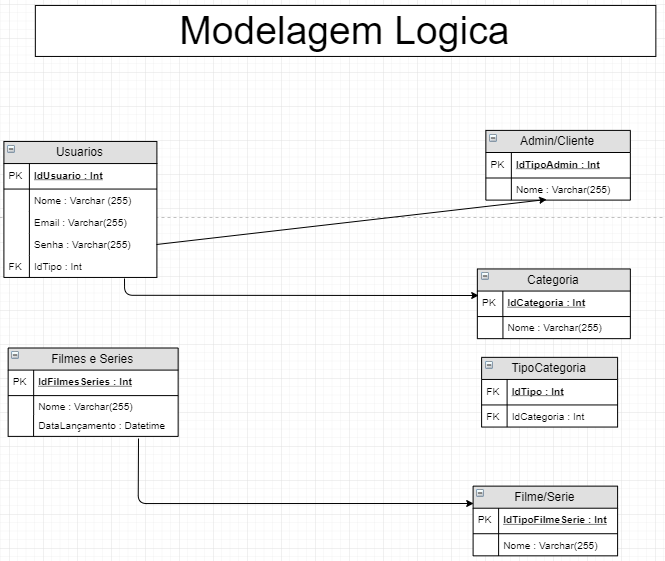 Modelagem Logica
Usuarios
PK IdUsuario : Int
Nome : Varchar (255)
Email : Varchar (255)
Senha : Varchar(255)
FK IdTipo : Int
Admin/Cliente
PK IdTipoAdmin : Int
Nome : Varchar(255)
Categoria
PK IdCategoria : Int
Nome : Varchar(255)
Filmes e Series
PK IdFilmesSeries : Int
Nome : Varchar(255)
DataLançamento : Datetime
TipoCategoria
FK IdTipo : Int
FK IdCategoria : Int
Filme/Serie
PK IdTipoFilmeSerie : Int
Nome : Varchar(255)